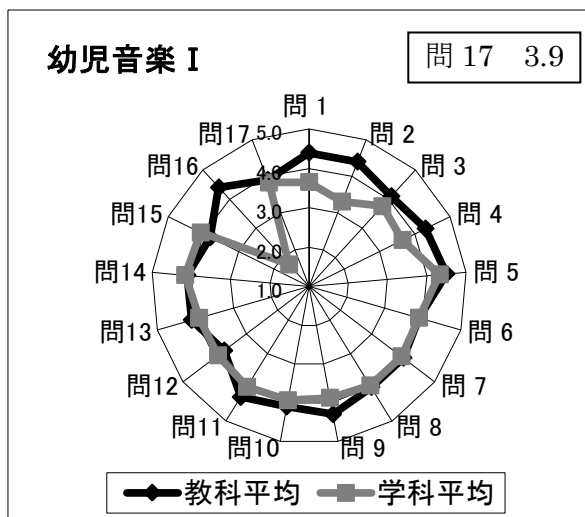 幼児音楽 I
問 17 3.9
問 1
問 2
問 3
問 4
問 5
問 6
問 7
問 8
問 9
問10
問11
問12
問13
問14
問15
問16
問17
5.0
4.0
3.0
2.0
1.0
教科平均
学科平均